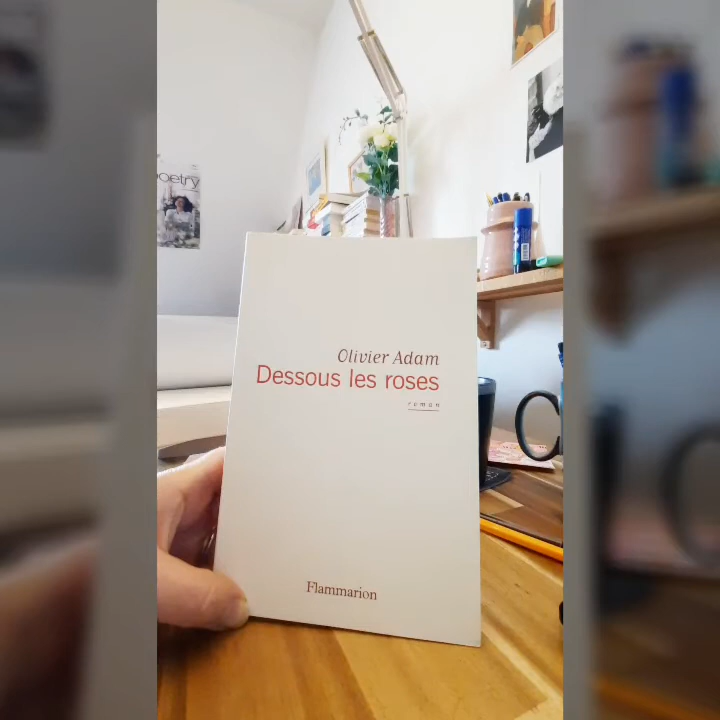 poetry
Olivier Adam
Dessous les roses
roman
Flammarion